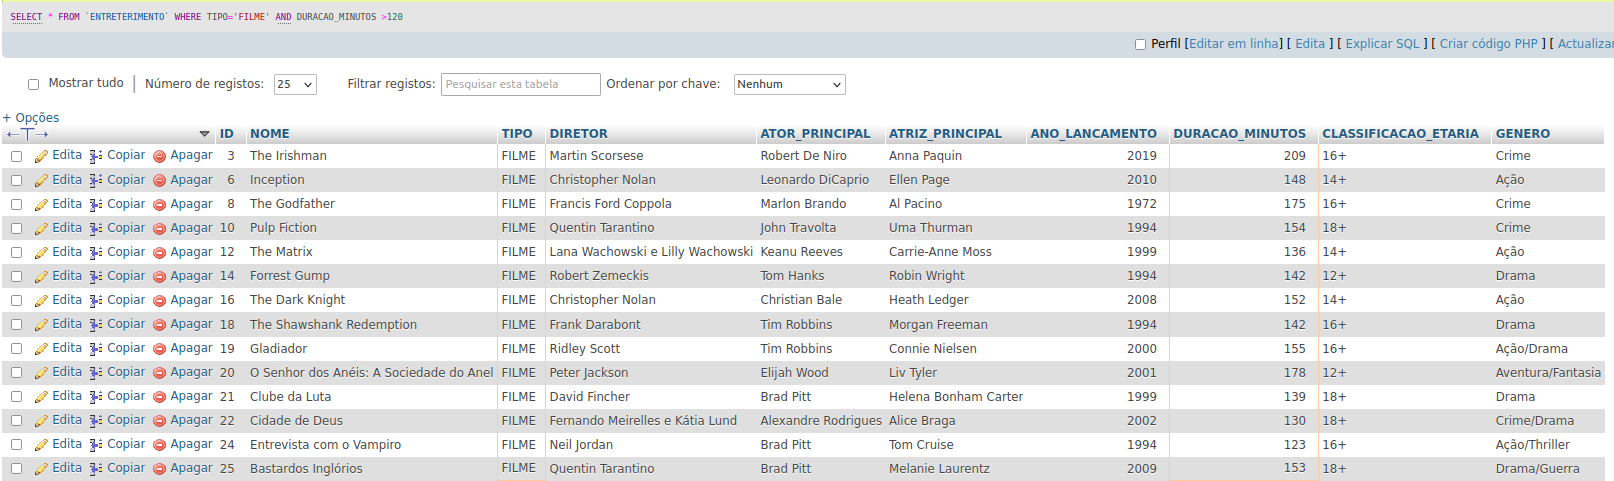 SELECT * FROM `ENTRETERIMENTO` WHERE TIPO='FILME' AND DURACAO_MINUTOS >120
Perfil [Editar em linha] [ Edita ] [ Explicar SQL ] [ Criar código PHP ] [ Actualizar
Mostrar tudo | Número de registos: 25 Filtrar registos: Pesquisar esta tabela Ordenar por chave: Nenhum
+ Opções
←T→ ID NOME TIPO DIRETOR ATOR_PRINCIPAL ATRIZ_PRINCIPAL ANO_LANCAMENTO DURACAO_MINUTOS CLASSIFICACAO_ETARIA GENERO
Edita Copiar Apagar 3 The Irishman FILME Martin Scorsese Robert De Niro Anna Paquin 2019 209 16+ Crime
Edita Copiar Apagar 6 Inception FILME Christopher Nolan Leonardo DiCaprio Ellen Page 2010 148 14+ Ação
Edita Copiar Apagar 8 The Godfather FILME Francis Ford Coppola Marlon Brando Al Pacino 1972 175 16+ Crime
Edita Copiar Apagar 10 Pulp Fiction FILME Quentin Tarantino John Travolta Uma Thurman 1994 154 18+ Crime
Edita Copiar Apagar 12 The Matrix FILME Lana Wachowski e Lilly Wachowski Keanu Reeves Carrie-Anne Moss 1999 136 14+ Ação
Edita Copiar Apagar 14 Forrest Gump FILME Robert Zemeckis Tom Hanks Robin Wright 1994 142 12+ Drama
Edita Copiar Apagar 16 The Dark Knight FILME Christopher Nolan Christian Bale Heath Ledger 2008 152 14+ Ação
Edita Copiar Apagar 18 The Shawshank Redemption FILME Frank Darabont Tim Robbins Morgan Freeman 1994 142 16+ Drama
Edita Copiar Apagar 19 Gladiador FILME Ridley Scott Tim Robbins Connie Nielsen 2000 155 16+ Ação/Drama
Edita Copiar Apagar 20 O Senhor dos Anéis: A Sociedade do Anel FILME Peter Jackson Elijah Wood Liv Tyler 2001 178 12+ Aventura/Fantasia
Edita Copiar Apagar 21 Clube da Luta FILME David Fincher Brad Pitt Helena Bonham Carter 1999 139 18+ Drama
Edita Copiar Apagar 22 Cidade de Deus FILME Fernando Meirelles e Kátia Lund Alexandre Rodrigues Alice Braga 2002 130 18+ Crime/Drama
Edita Copiar Apagar 24 Entrevista com o Vampiro FILME Neil Jordan Brad Pitt Tom Cruise 1994 123 16+ Ação/Thriller
Edita Copiar Apagar 25 Bastardos Inglórios FILME Quentin Tarantino Brad Pitt Melanie Laurentz 2009 153 18+ Drama/Guerra